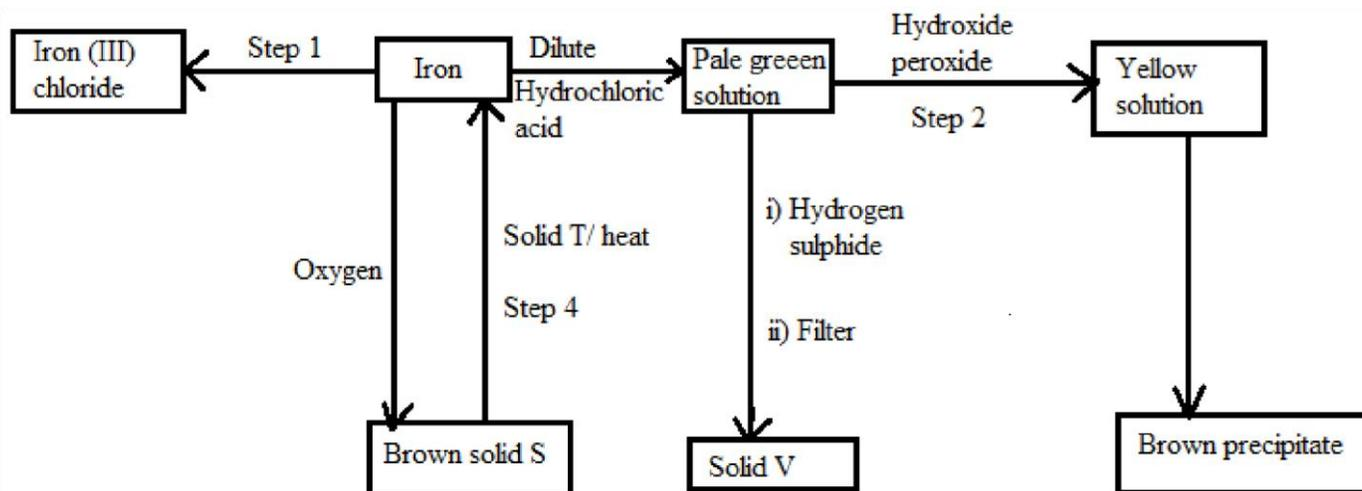 Iron (III)
chloride
Step 1
Iron
Dilute
Hydrochloric
acid
Pale greeen
solution
Hydroxide
peroxide
Step 2
Yellow
solution
Oxygen
Solid T/ heat
Step 4
i) Hydrogen
sulphide
ii) Filter
Brown solid S
Solid V
Brown precipitate